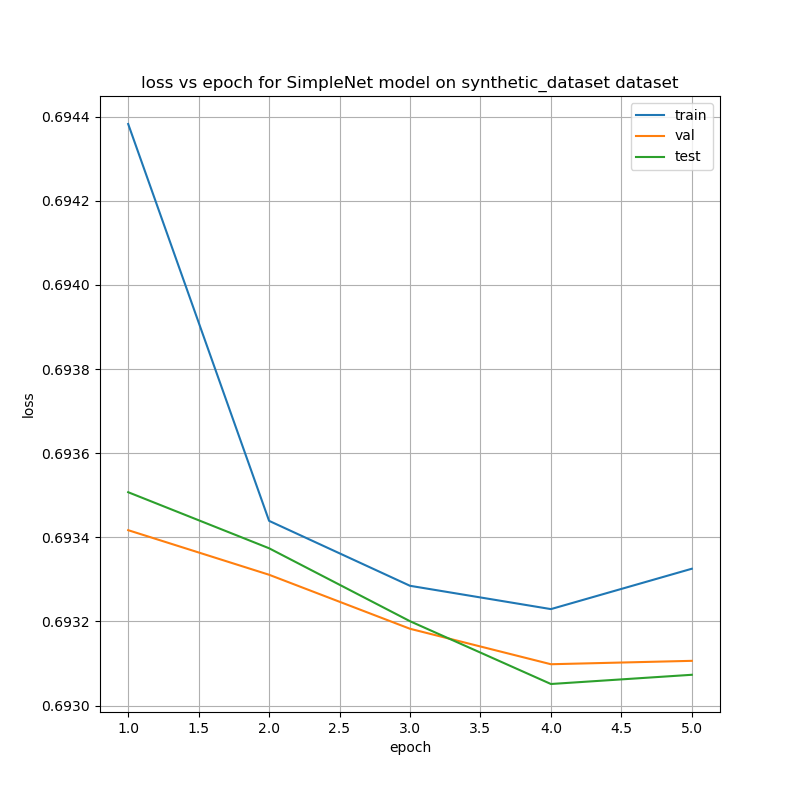 loss vs epoch for SimpleNet model on synthetic_dataset dataset
train
val
test
0.6944
0.6942
0.6940
0.6938
0.6936
0.6934
0.6932
0.6930
loss
1.0 1.5 2.0 2.5 3.0 3.5 4.0 4.5 5.0
epoch